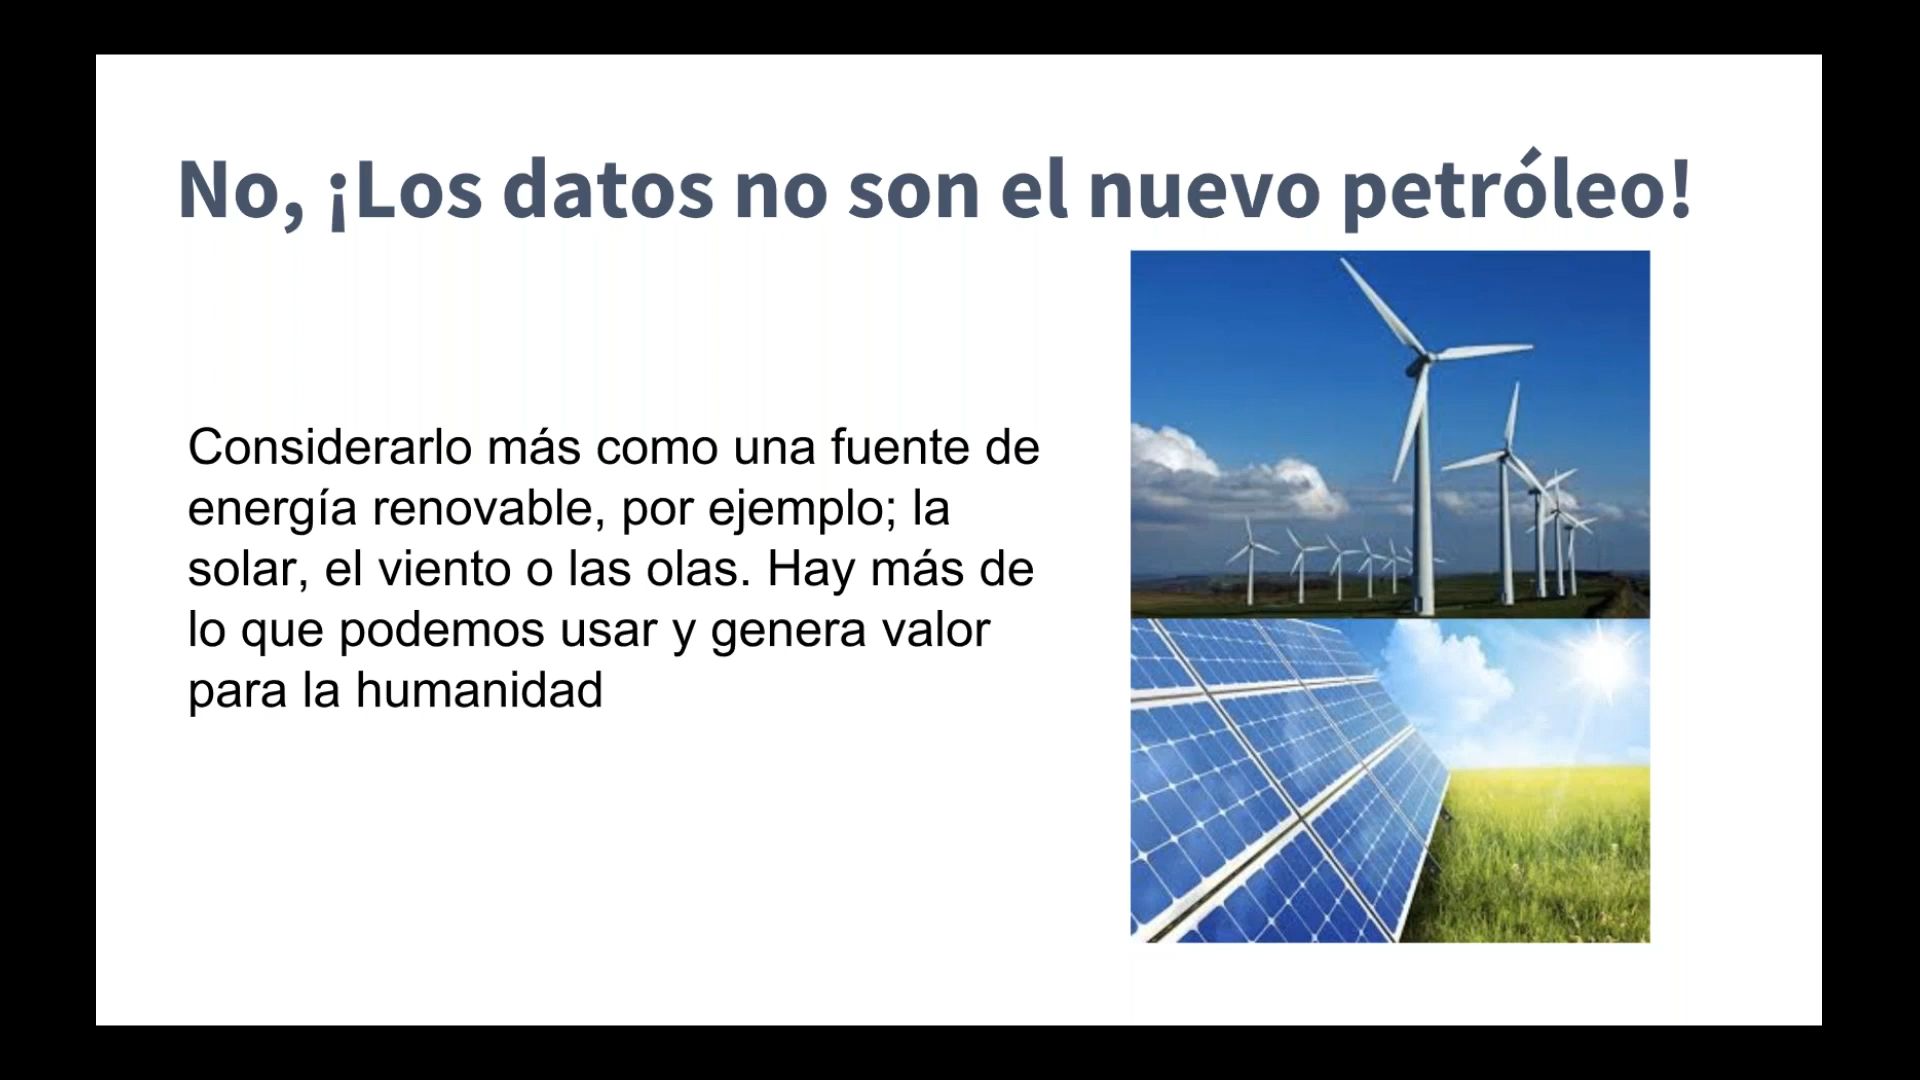 No, ¡Los datos no son el nuevo petróleo!
Considerarlo más como una fuente de
energía renovable, por ejemplo; la
solar, el viento o las olas. Hay más de
lo que podemos usar y genera valor
para la humanidad